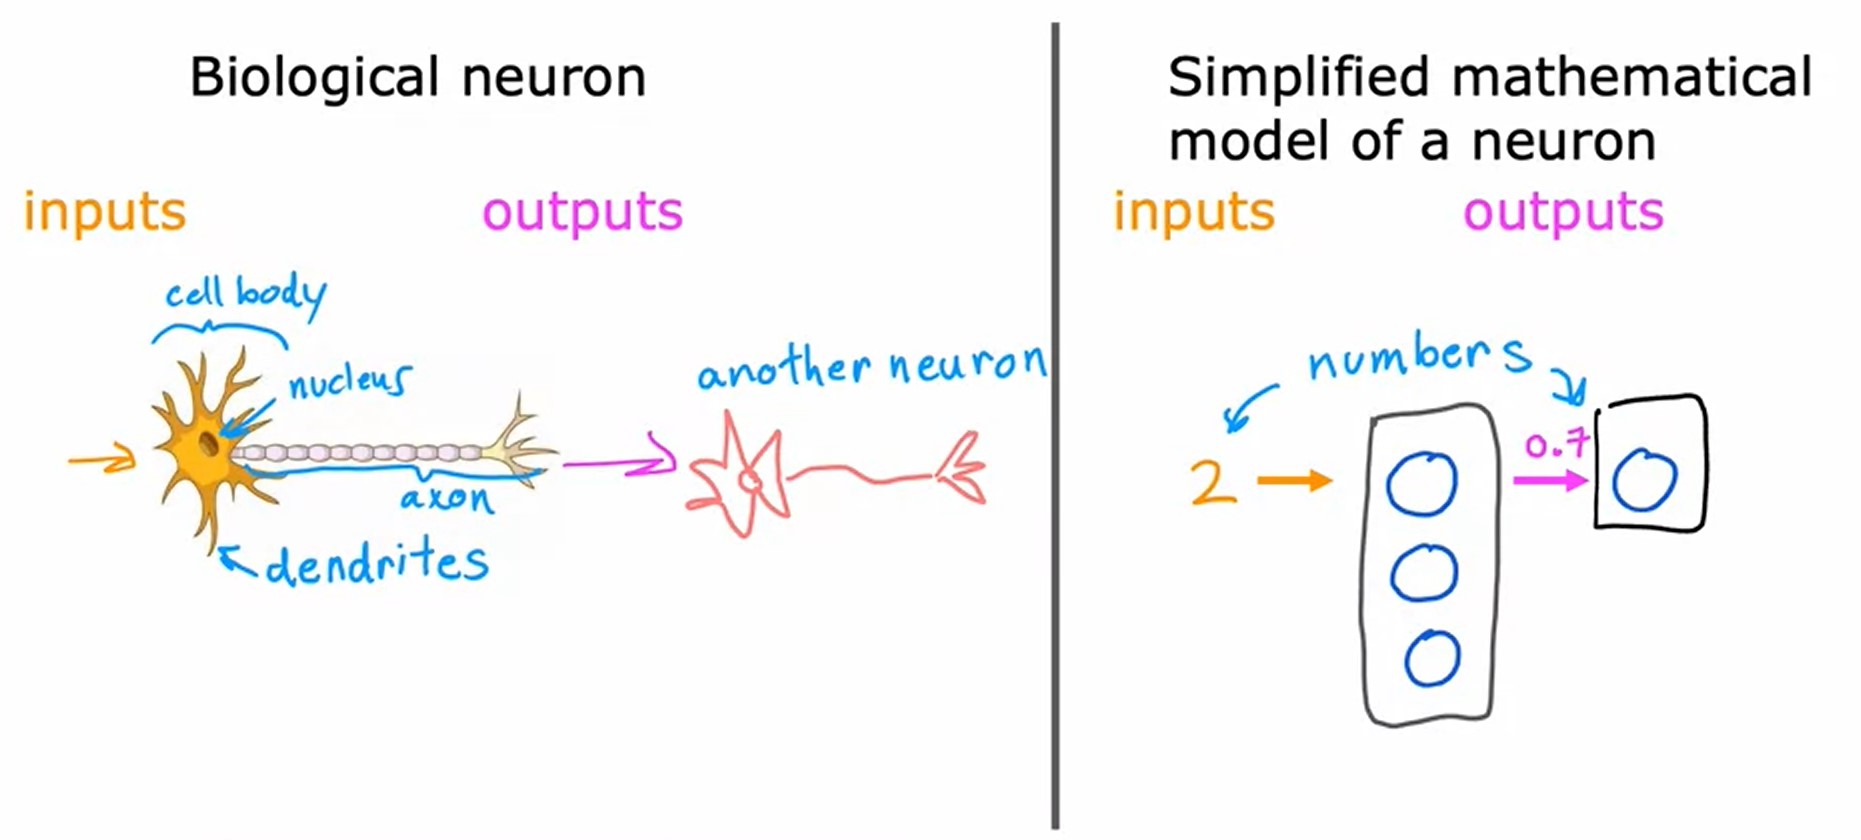 Biological neuron
inputs
outputs
cell body
nucleus
another neuron
axon
dendrites
Simplified mathematical
model of a neuron
inputs
outputs
numbers
2
0.7